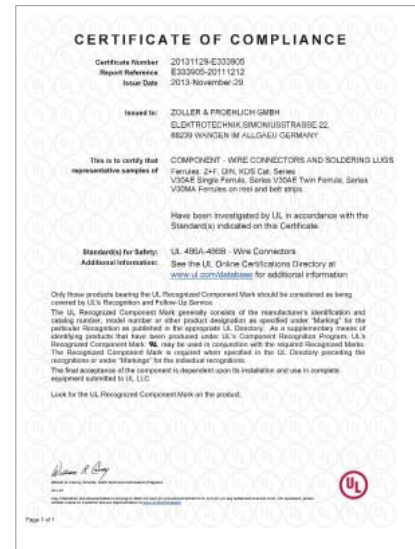 CERTIFICATE OF COMPLIANCE
Certificate Number 20131129-E333905
Report Reference E333905-20111212
Issue Date 2013-November-29
Issued to: ZOLLER & FROEHLICH GMBH
ELEKTROTECHNIK,SIMONIUSSTRASSE 22,
88239 WANGEN IM ALLGAEU GERMANY
This is to certify that COMPONENT - WIRE CONNECTORS AND SOLDERING LUGS
representative samples of Ferrules. Z+F, DIN, KDS Cat. Series
V30AE Single Ferrule, Series V30AE Twin Ferrule, Series
V30MA Ferrules on reel and belt strips.
Have been investigated by UL in accordance with the
Standard(s) indicated on this Certificate.
Standard(s) for Safety: UL 486A-486B - Wire Connectors
Additional Information: See the UL Online Certifications Directory at
www.ul.com/database for additional information
Only those products bearing the UL Recognized Component Mark should be considered as being
covered by UL's Recognition and Follow-Up Service.
The UL Recognized Component Mark generally consists of the manufacturer's identification and
catalog number, model number or other product designation as specified under "Marking" for the
particular Recognition as published in the appropriate UL Directory. As a supplementary means of
identifying products that have been produced under UL's Component Recognition Program, UL's
Recognized Component Mark may be used in conjunction with the required Recognized Marks.
The Recognized Component Mark is required when specified in the UL Directory preceding the
recognitions or under "Markings" for the individual recognitions.
The final acceptance of the component is dependent upon its installation and use in complete
equipment submitted to UL LLC.
Look for the UL Recognized Component Mark on the product.
UL
Page 1 of 1